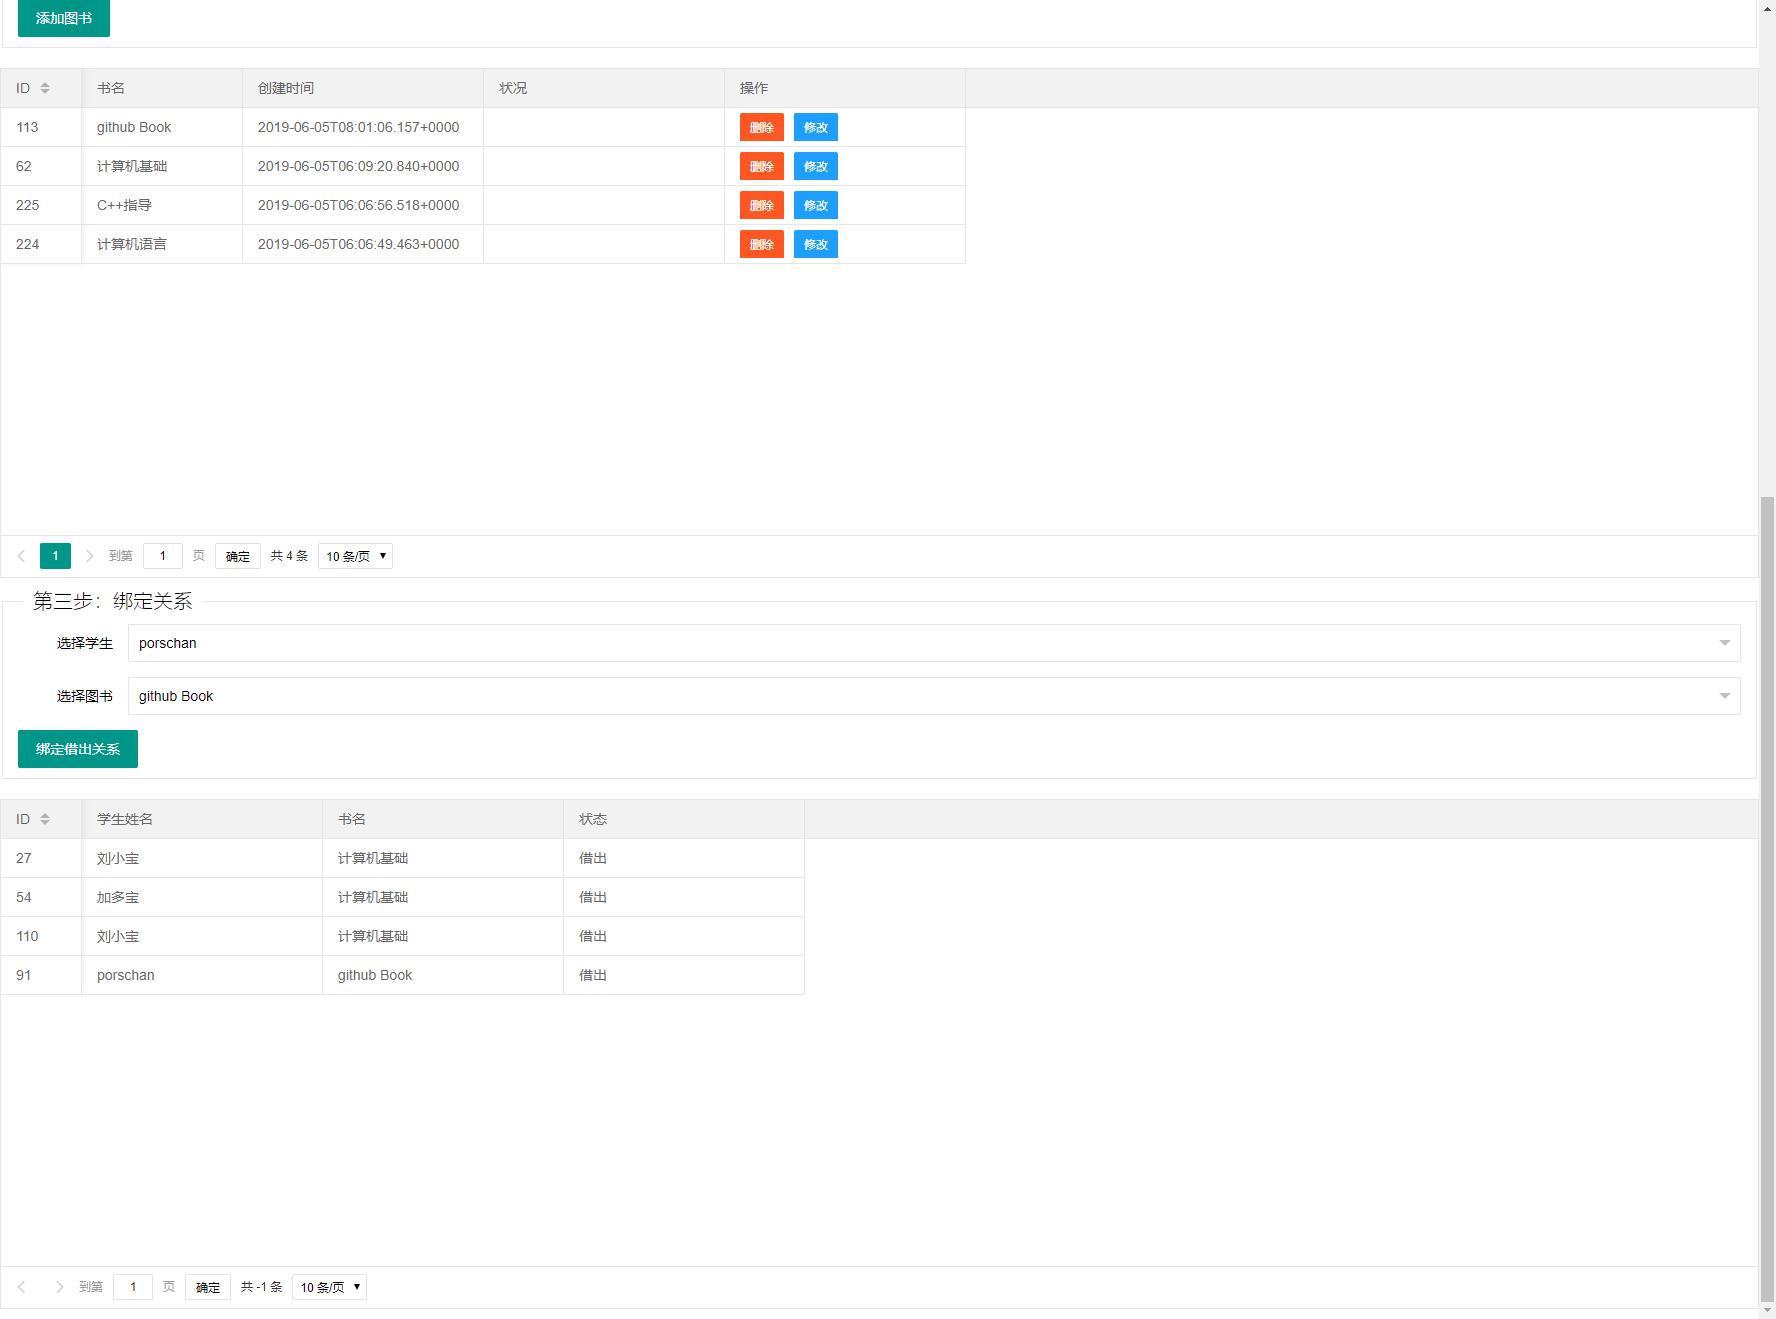 添加图书
ID 书名 创建时间 状况 操作
113 github Book 2019-06-05T08:01:06.157+0000 删除 修改
62 计算机基础 2019-06-05T06:09:20.840+0000 删除 修改
225 C++指导 2019-06-05T06:06:56.518+0000 删除 修改
224 计算机语言 2019-06-05T06:06:49.463+0000 删除 修改
1 到第 1 页 确定 共 4 条 10 条/页
第三步：绑定关系
选择学生 porschan
选择图书 github Book
绑定借出关系
ID 学生姓名 书名 状态
27 刘小宝 计算机基础 借出
54 加多宝 计算机基础 借出
110 刘小宝 计算机基础 借出
91 porschan github Book 借出
到第 1 页 确定 共 -1 条 10 条/页